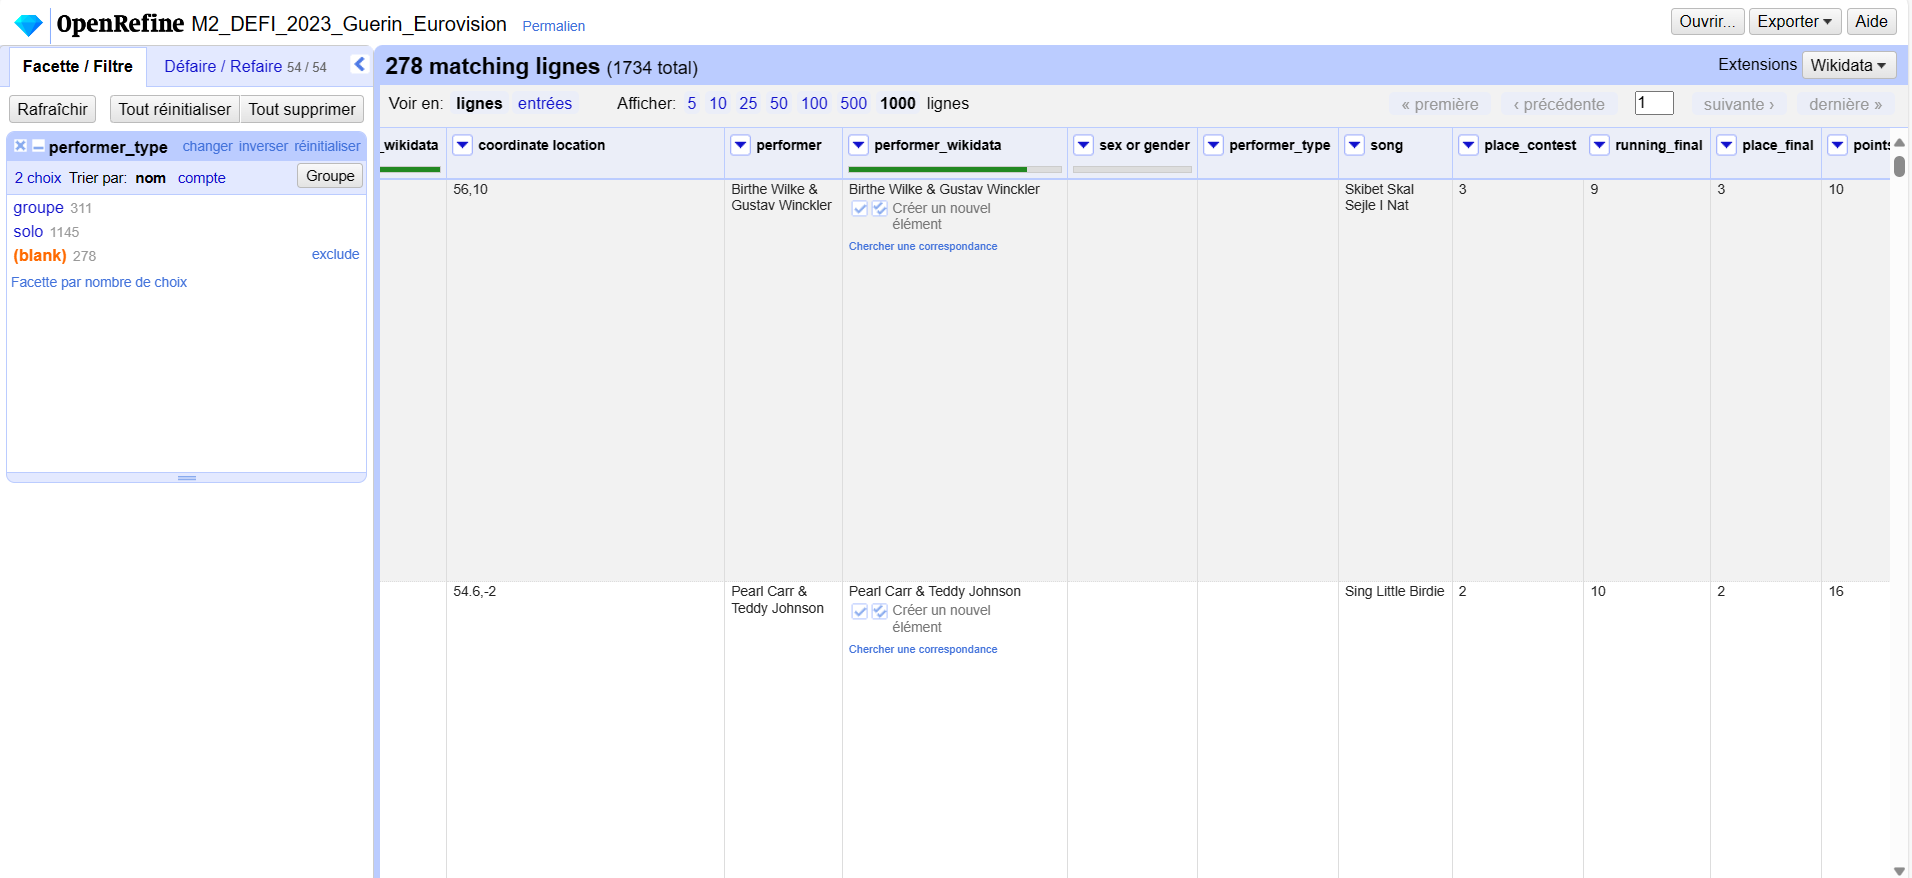 OpenRefine M2_DEFI_2023_Guerin_Eurovision Permalien
Ouvrir... Exporter Aide
Facette / Filtre Défaire / Refaire 54 / 54
278 matching lignes (1734 total)
Extensions Wikidata
Rafraîchir Tout réinitialiser Tout supprimer
Voir en: lignes entrées Afficher: 5 10 25 50 100 500 1000 lignes
« première ‹ précédente 1 suivante › dernière »
performer_type changer inverser réinitialiser
2 choix Trier par: nom compte Groupe
groupe 311
solo 1145
(blank) 278 exclude
Facette par nombre de choix
_wikidata coordinate location performer performer_wikidata sex or gender performer_type song place_contest running_final place_final points
56,10
Birthe Wilke &
Gustav Winckler
Birthe Wilke & Gustav Winckler
Créer un nouvel
élément
Chercher une correspondance
Skibet Skal
Sejle I Nat
3
9
3
10
54.6,-2
Pearl Carr &
Teddy Johnson
Pearl Carr & Teddy Johnson
Créer un nouvel
élément
Chercher une correspondance
Sing Little Birdie
2
10
2
16